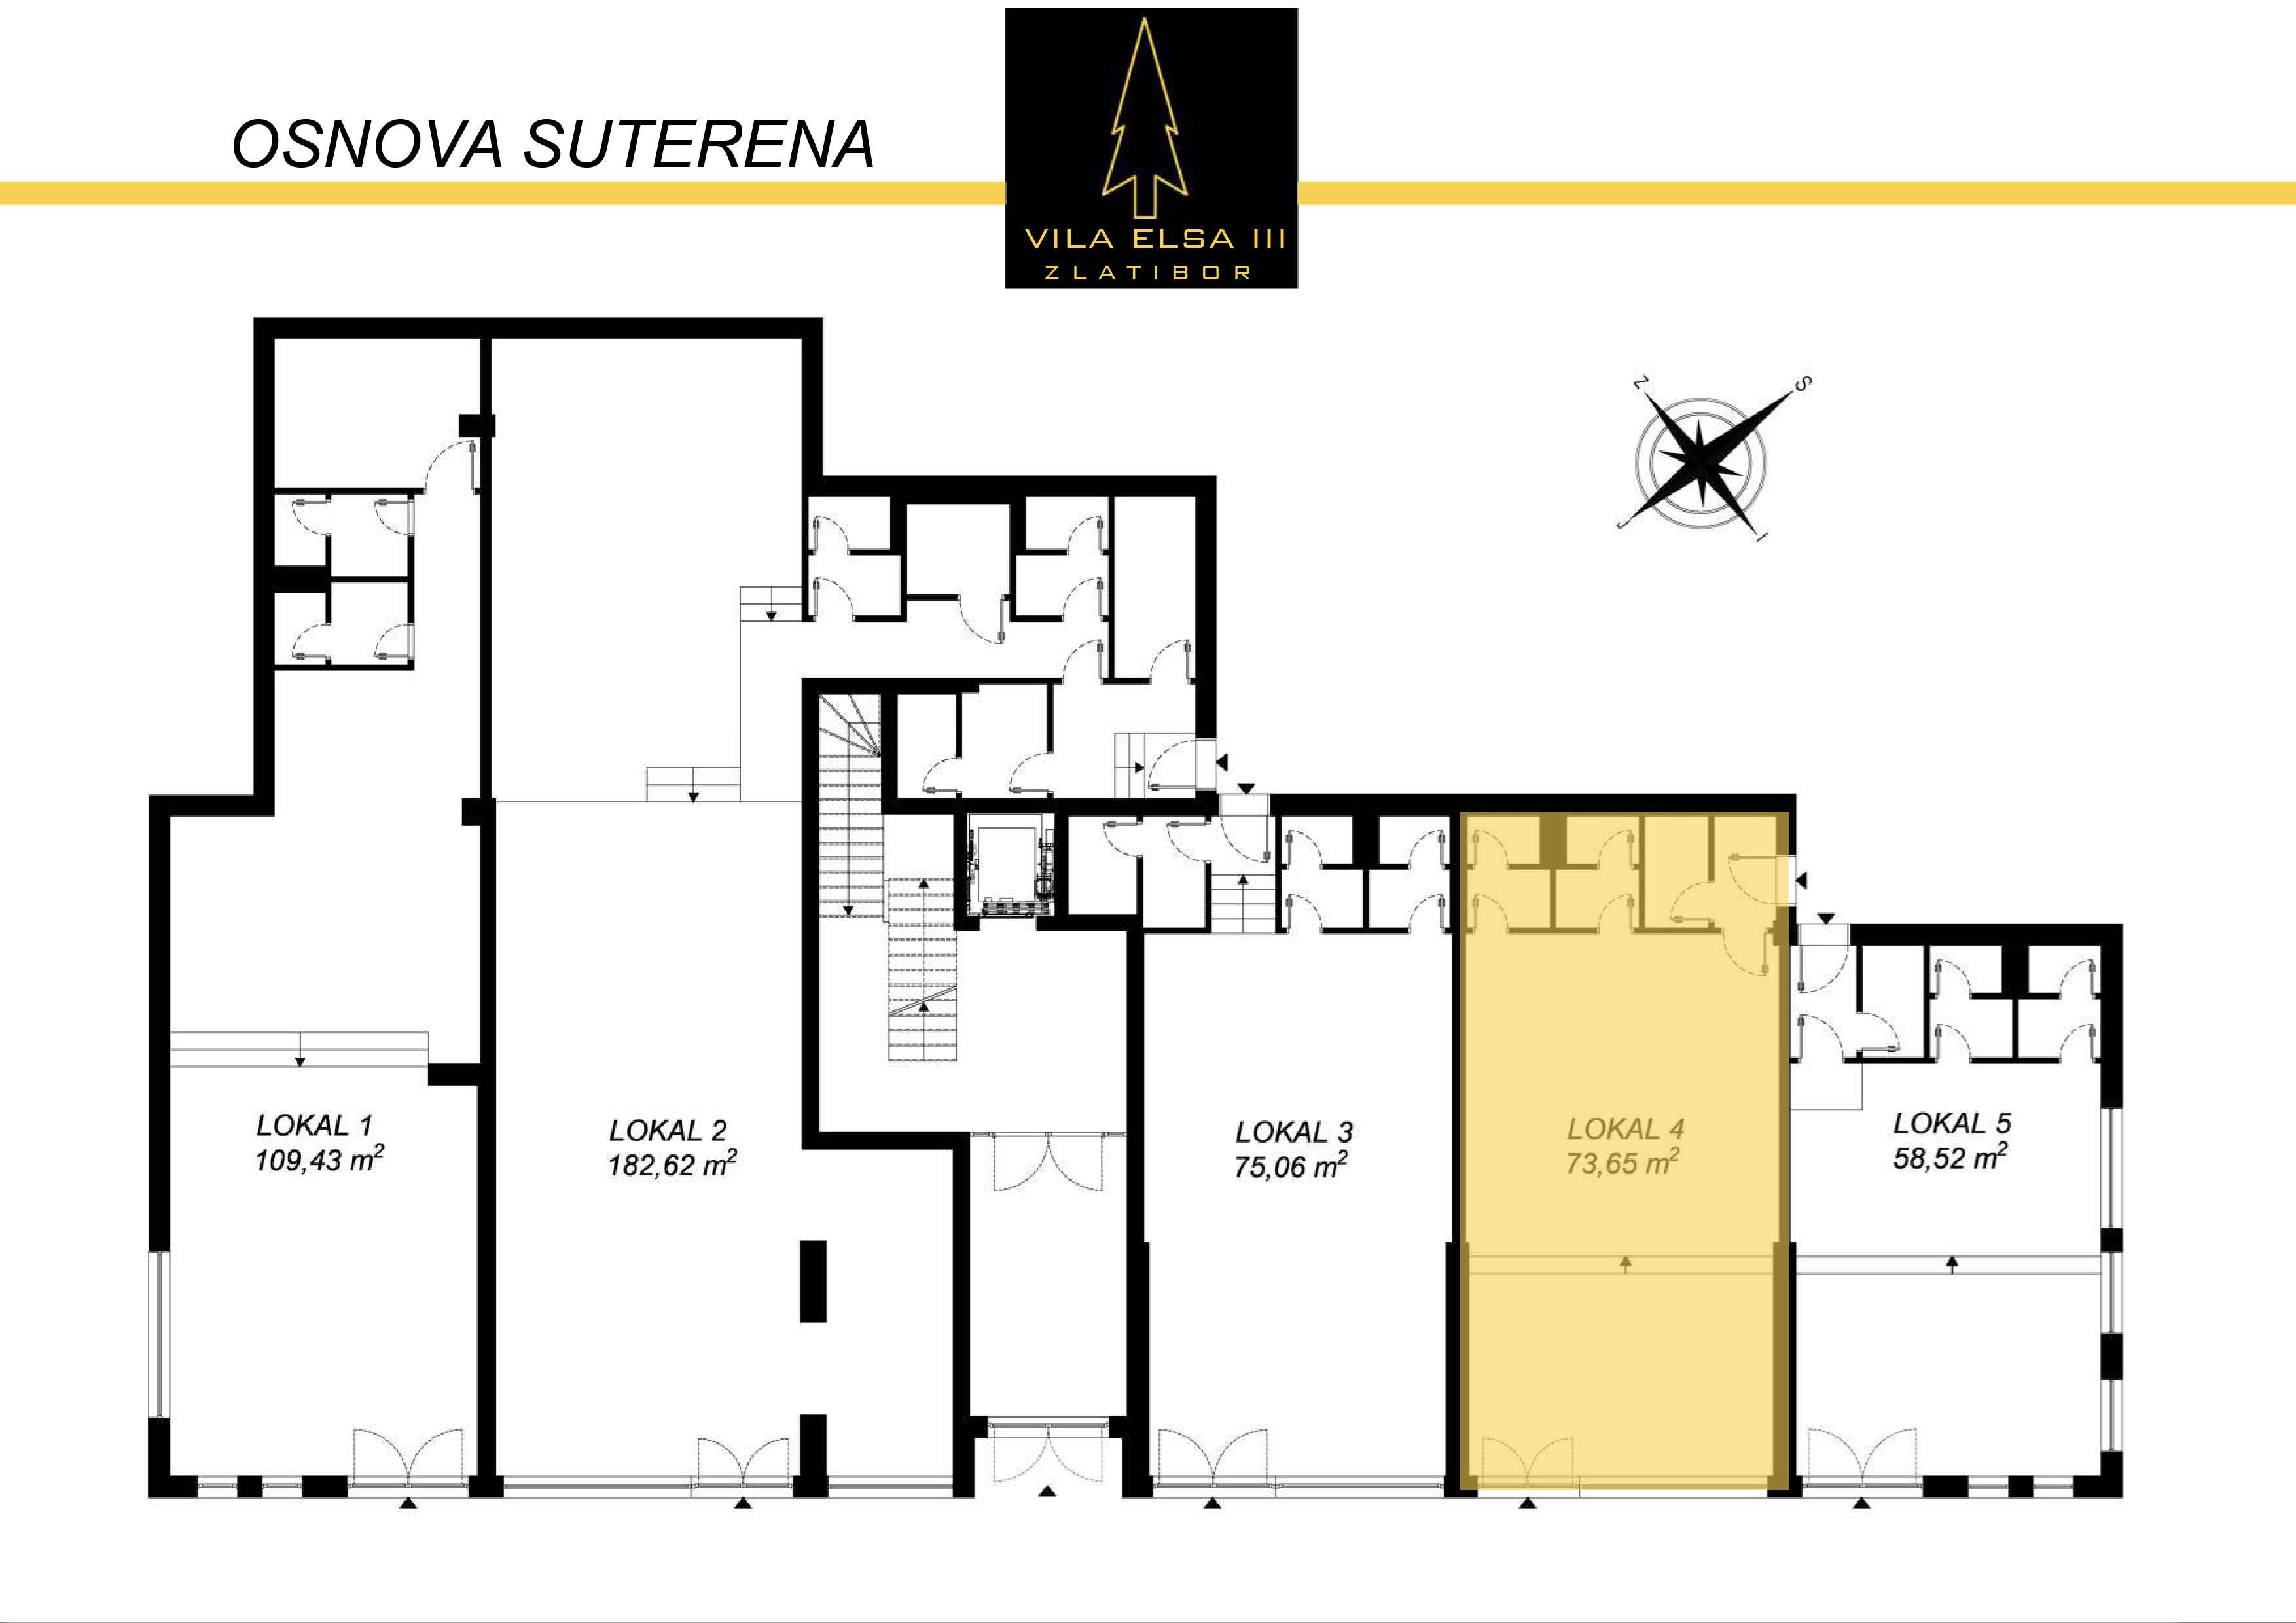 OSNOVA SUTERENA
VILA ELSA III
ZLATIBOR
Z
S
J
I
LOKAL 1
109,43 m²
LOKAL 2
182,62 m²
LOKAL 3
75,06 m²
LOKAL 4
73,65 m²
LOKAL 5
58,52 m²